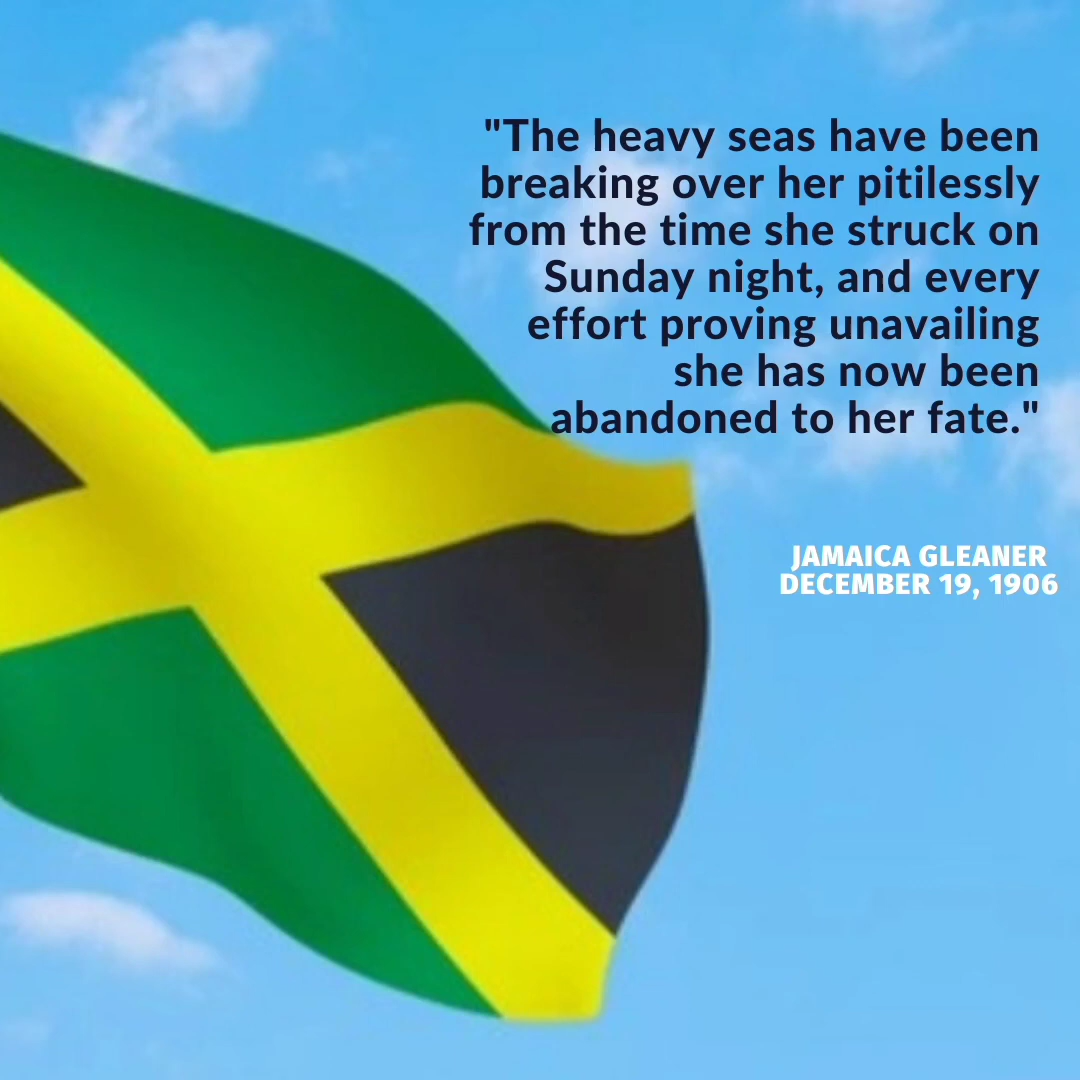 "The heavy seas have been
breaking over her pitilessly
from the time she struck on
Sunday night, and every
effort proving unavailing
she has now been
abandoned to her fate."
JAMAICA GLEANER
DECEMBER 19, 1906